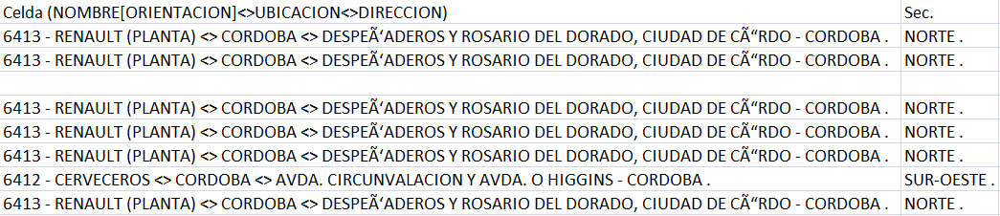 Celda (NOMBRE[ORIENTACION]<>UBICACION<>DIRECCION) Sec.
6413 - RENAULT (PLANTA) <> CORDOBA <> DESPEÃ‘ADEROS Y ROSARIO DEL DORADO, CIUDAD DE CÃ“RDO - CORDOBA . NORTE .
6413 - RENAULT (PLANTA) <> CORDOBA <> DESPEÃ‘ADEROS Y ROSARIO DEL DORADO, CIUDAD DE CÃ“RDO - CORDOBA . NORTE .
6413 - RENAULT (PLANTA) <> CORDOBA <> DESPEÃ‘ADEROS Y ROSARIO DEL DORADO, CIUDAD DE CÃ“RDO - CORDOBA . NORTE .
6413 - RENAULT (PLANTA) <> CORDOBA <> DESPEÃ‘ADEROS Y ROSARIO DEL DORADO, CIUDAD DE CÃ“RDO - CORDOBA . NORTE .
6413 - RENAULT (PLANTA) <> CORDOBA <> DESPEÃ‘ADEROS Y ROSARIO DEL DORADO, CIUDAD DE CÃ“RDO - CORDOBA . NORTE .
6412 - CERVECEROS <> CORDOBA <> AVDA. CIRCUNVALACION Y AVDA. O HIGGINS - CORDOBA . SUR-OESTE .
6413 - RENAULT (PLANTA) <> CORDOBA <> DESPEÃ‘ADEROS Y ROSARIO DEL DORADO, CIUDAD DE CÃ“RDO - CORDOBA . NORTE .